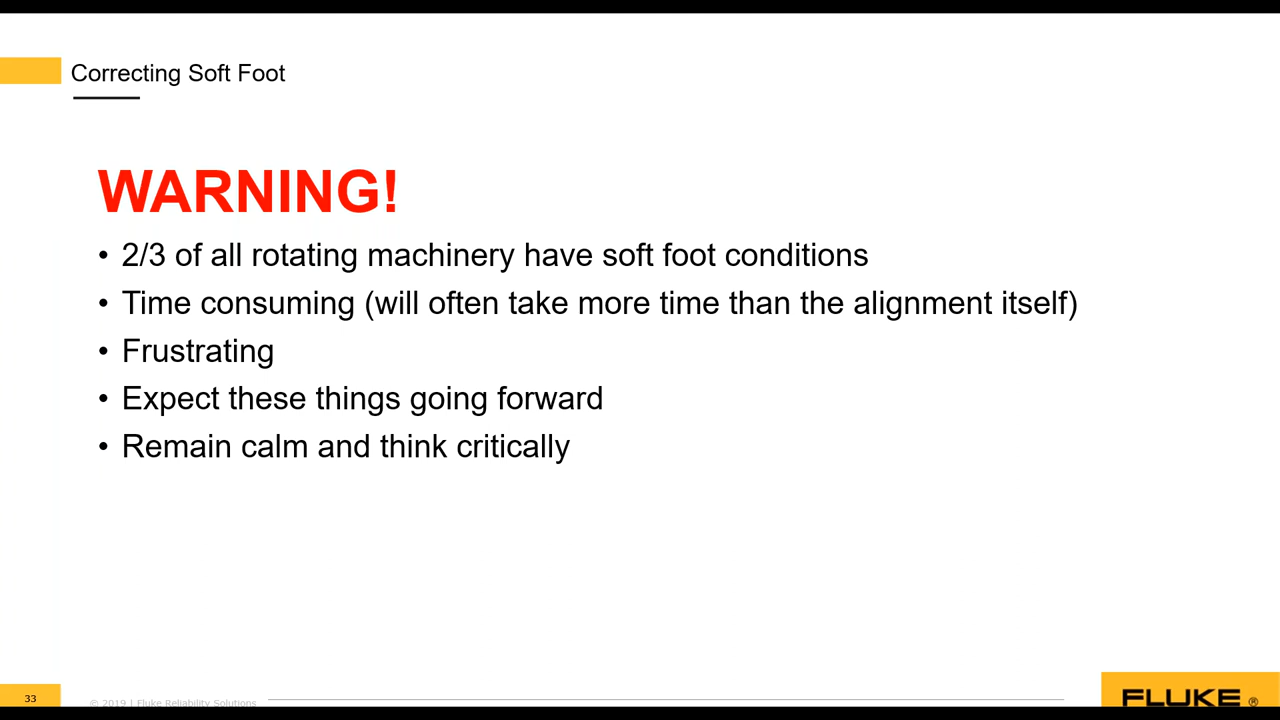 Correcting Soft Foot
WARNING!
• 2/3 of all rotating machinery have soft foot conditions
• Time consuming (will often take more time than the alignment itself)
• Frustrating
• Expect these things going forward
• Remain calm and think critically
33
© 2019 | Fluke Reliability Solutions
FLUKE®